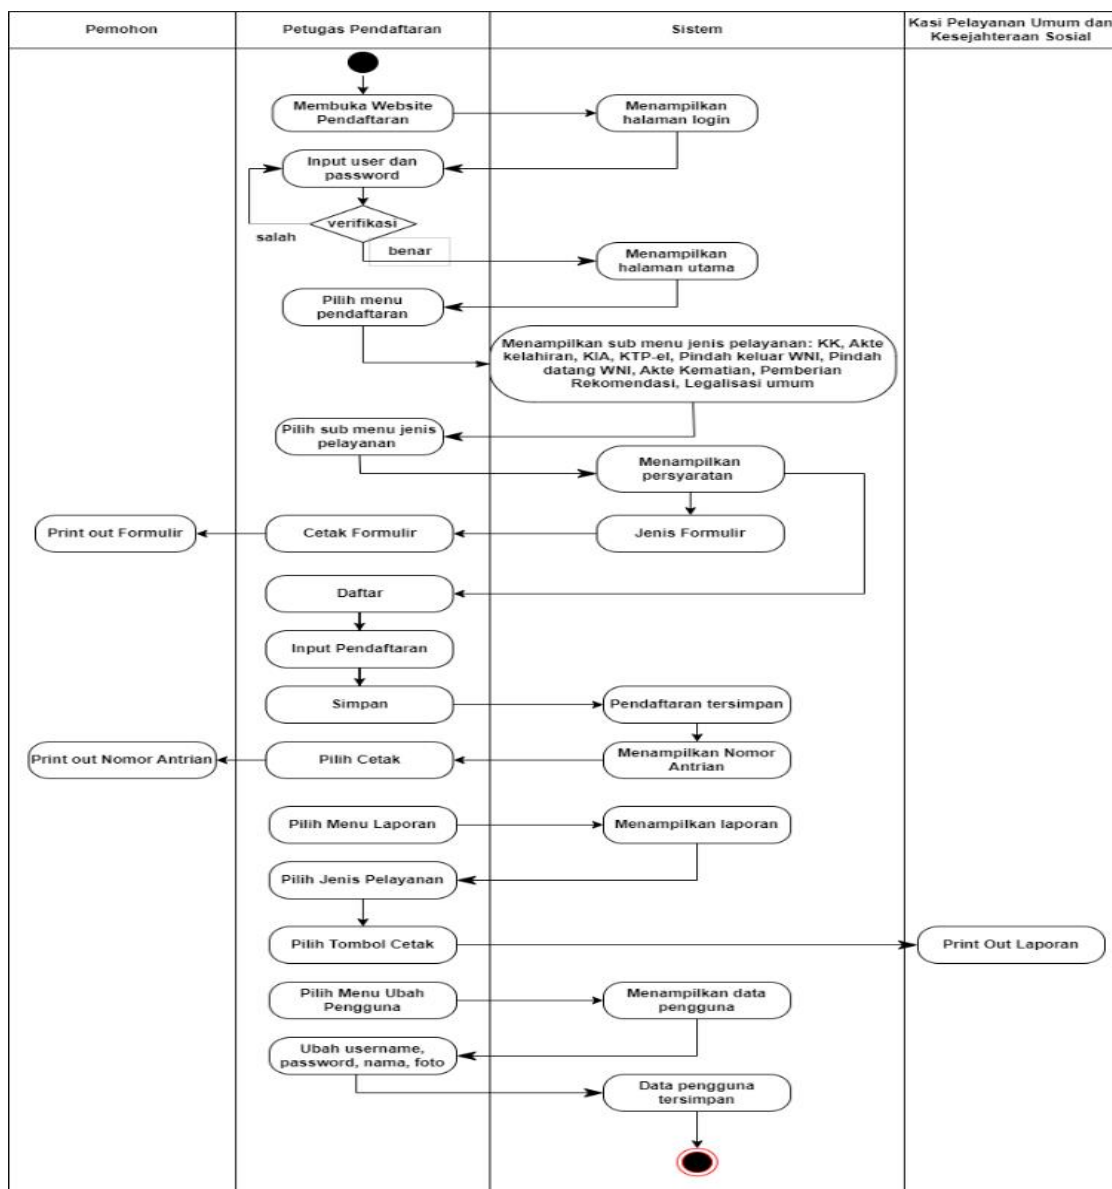 Pemohon
Petugas Pendaftaran
Sistem
Kasi Pelayanan Umum dan
Kesejahteraan Sosial
Membuka Website
Pendaftaran
Menampilkan
halaman login
Input user dan
password
verifikasi
salah
benar
Menampilkan
halaman utama
Pilih menu
pendaftaran
Menampilkan sub menu jenis pelayanan: KK, Akte
kelahiran, KIA, KTP-el, Pindah keluar WNI, Pindah
datang WNI, Akte Kematian, Pemberian
Rekomendasi, Legalisasi umum
Pilih sub menu jenis
pelayanan
Menampilkan
persyaratan
Print out Formulir
Cetak Formulir
Jenis Formulir
Daftar
Input Pendaftaran
Simpan
Pendaftaran tersimpan
Print out Nomor Antrian
Pilih Cetak
Menampilkan Nomor
Antrian
Pilih Menu Laporan
Menampilkan laporan
Pilih Jenis Pelayanan
Pilih Tombol Cetak
Print Out Laporan
Pilih Menu Ubah
Pengguna
Menampilkan data
pengguna
Ubah username,
password, nama, foto
Data pengguna
tersimpan